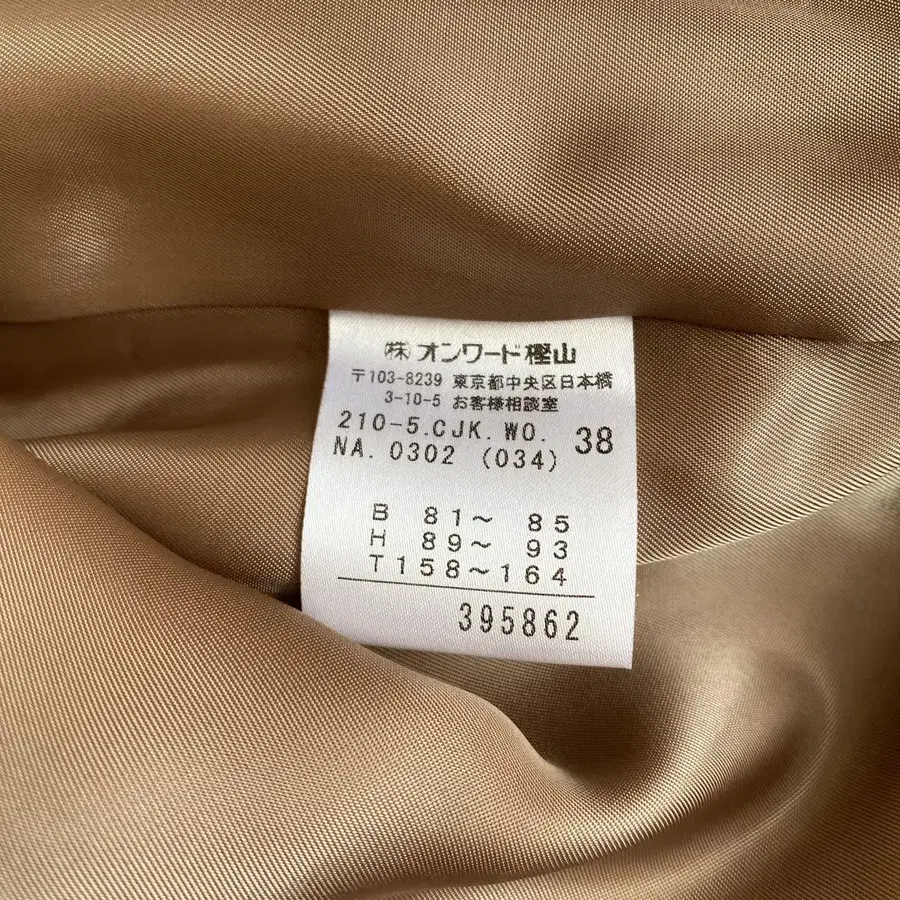 ㈱オンワード樫山
〒103-8239 東京都中央区日本橋
3-10-5 お客様相談室
210-5.CJK.WO. 38
NA.0302 (034)
B 81～ 85
H 89～ 93
T158～164
395862